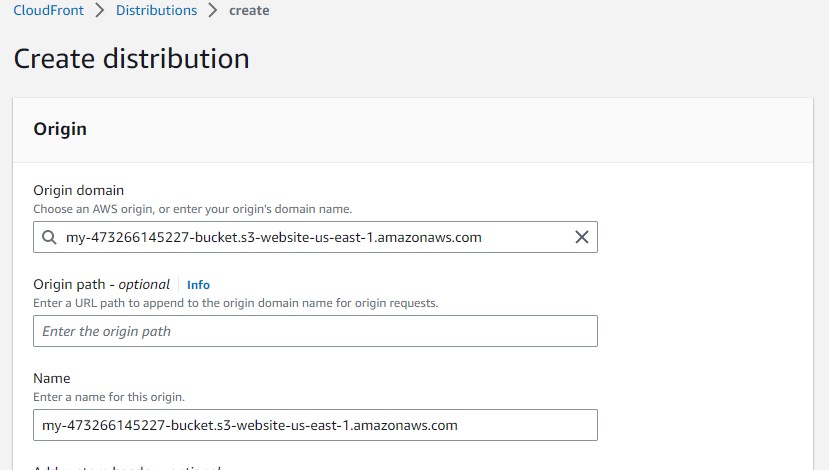 CloudFront > Distributions > create
Create distribution
Origin
Origin domain
Choose an AWS origin, or enter your origin's domain name.
my-473266145227-bucket.s3-website-us-east-1.amazonaws.com
Origin path - optional Info
Enter a URL path to append to the origin domain name for origin requests.
Enter the origin path
Name
Enter a name for this origin.
my-473266145227-bucket.s3-website-us-east-1.amazonaws.com